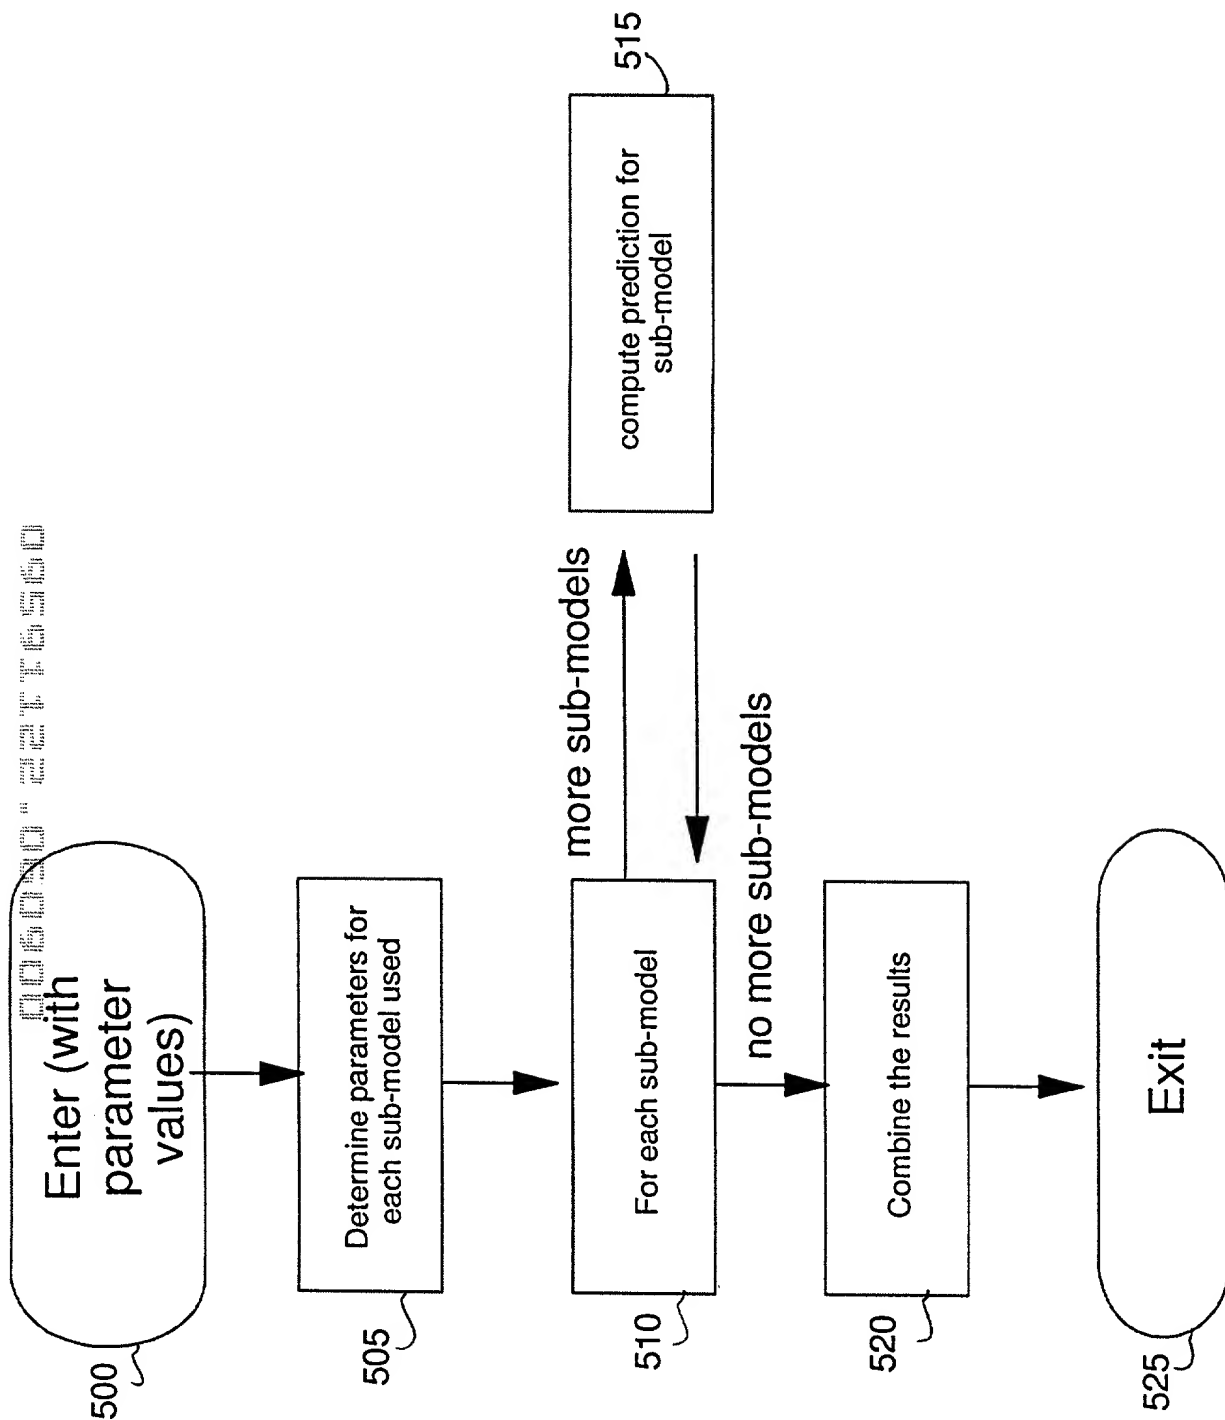 Enter (with
parameter
values)
500
Determine parameters for
each sub-model used
505
For each sub-model
510
more sub-models
compute prediction for
sub-model
515
no more sub-models
Combine the results
520
Exit
525